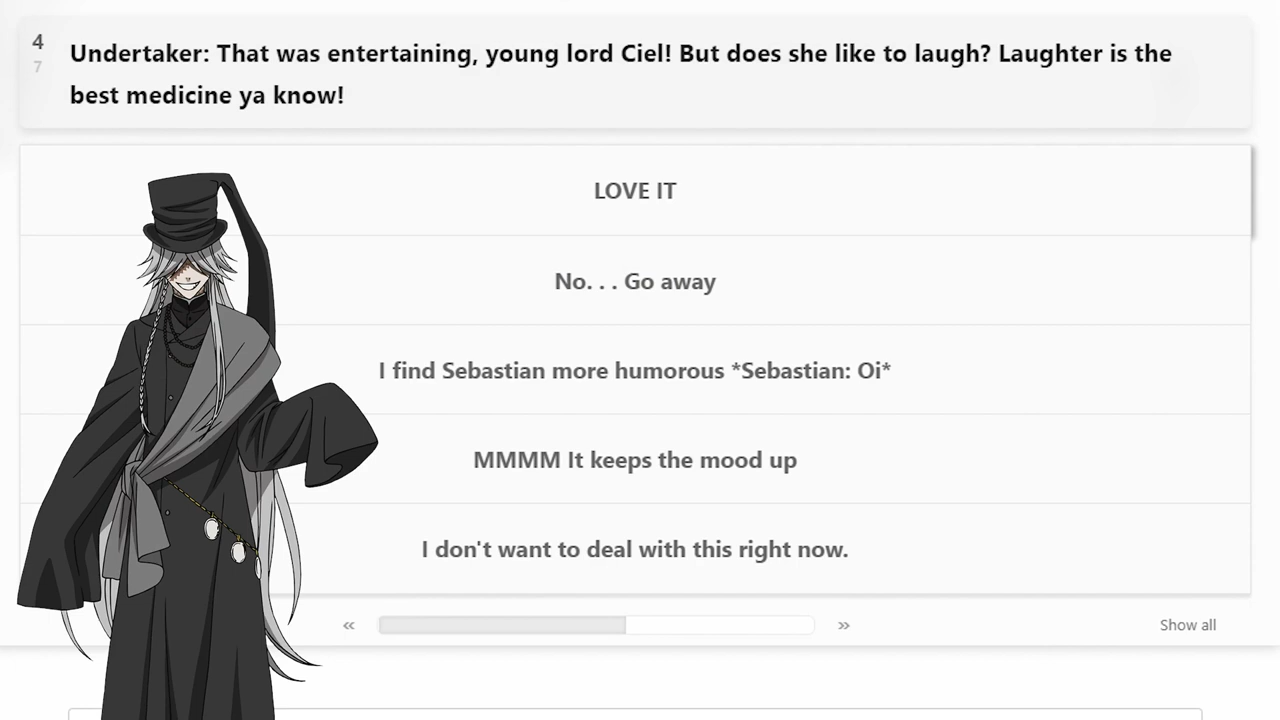 4
7
Undertaker: That was entertaining, young lord Ciel! But does she like to laugh? Laughter is the
best medicine ya know!
LOVE IT
No. . . Go away
I find Sebastian more humorous *Sebastian: Oi*
MMMM It keeps the mood up
I don't want to deal with this right now.
«
»
Show all